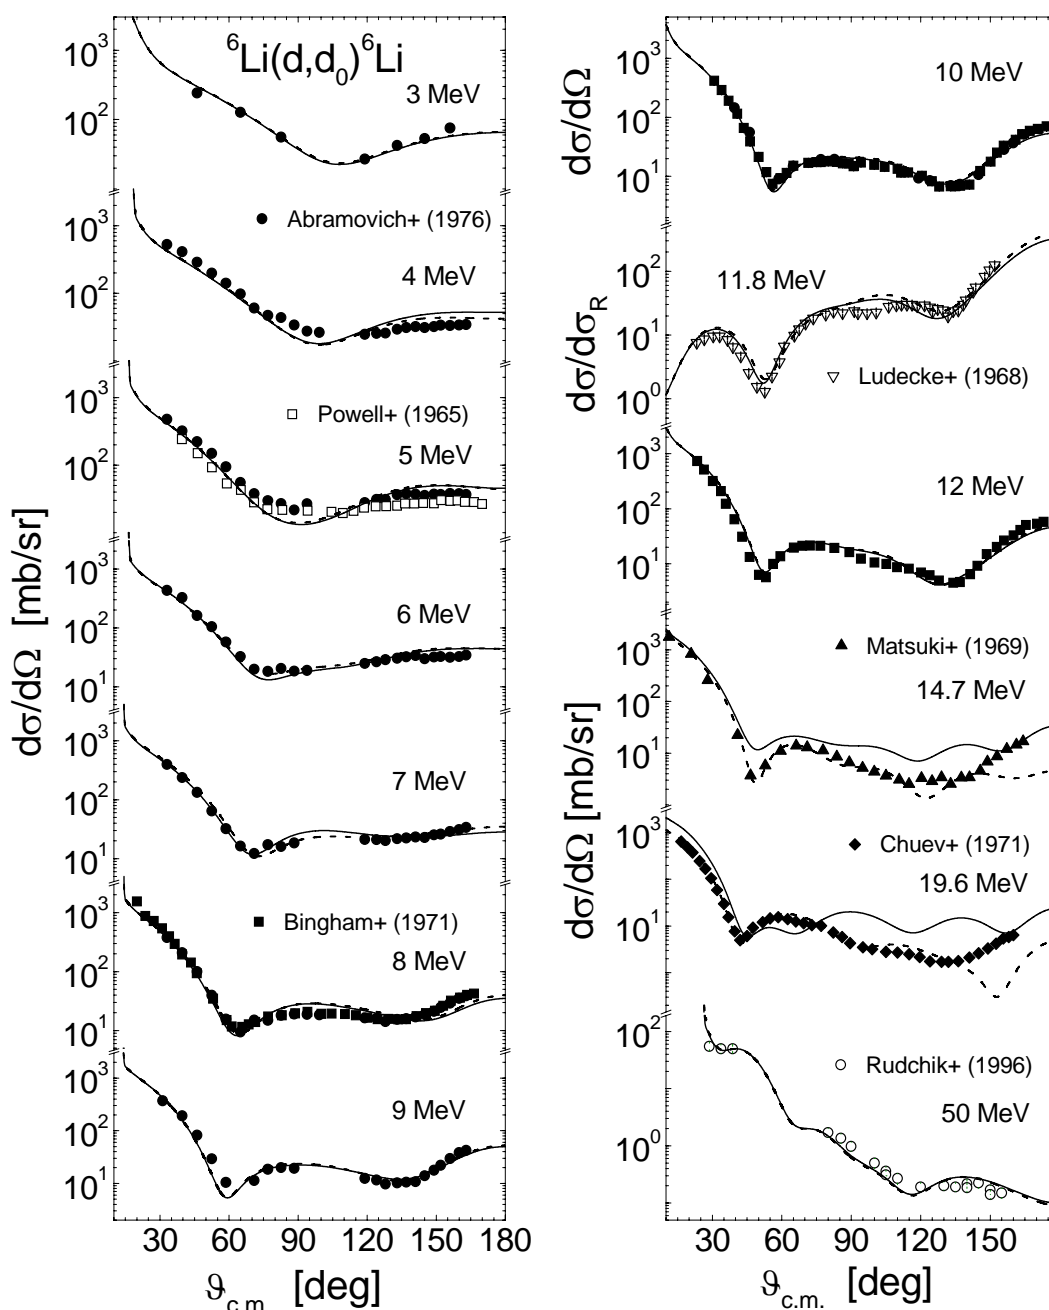 ⁶Li(d,d₀)⁶Li
10³
3 MeV
10²
10³
Abramovich+ (1976)
4 MeV
10²
10³
Powell+ (1965)
5 MeV
10²
10³
6 MeV
10²
10¹
10³
7 MeV
10²
10¹
10³
Bingham+ (1971)
8 MeV
10²
10¹
10³
9 MeV
10²
10¹
30 60 90 120 150 180
ϑc.m. [deg]
dσ/dΩ [mb/sr]
10³
10 MeV
10²
10¹
dσ/dΩ
10²
11.8 MeV
10¹
10⁰
Ludecke+ (1968)
dσ/dσR
10³
12 MeV
10²
10¹
10³
Matsuki+ (1969)
14.7 MeV
10²
10¹
10³
Chuev+ (1971)
19.6 MeV
10¹
10²
Rudchik+ (1996)
50 MeV
10⁰
dσ/dΩ [mb/sr]
30 60 90 120 150
ϑc.m. [deg]